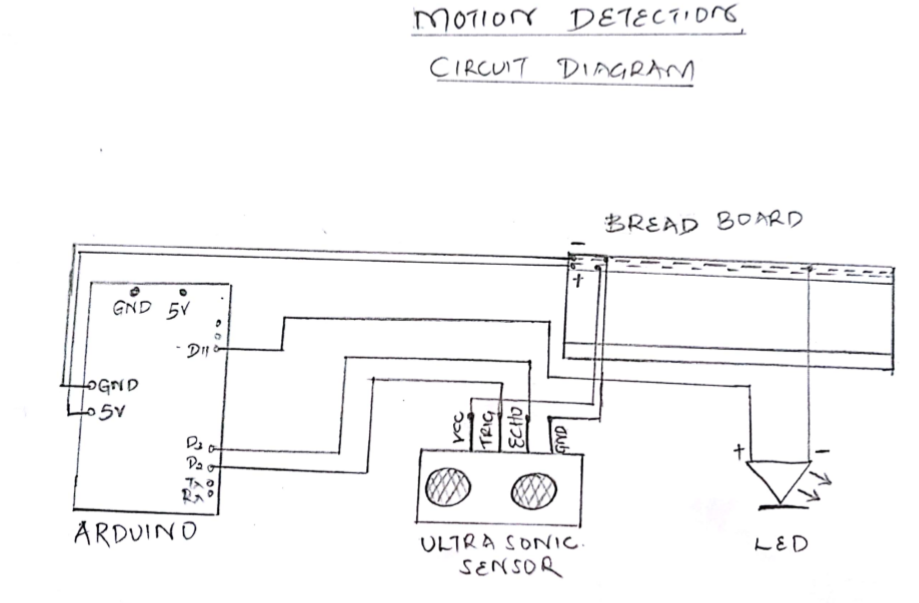 MOTION DETECTION
CIRCUIT DIAGRAM
BREAD BOARD
-
+
GND 5V
D11
GND
5V
D3
D2
TX
RX
ARDUINO
VCC
TRIG
ECHO
GND
ULTRA SONIC
SENSOR
+ -
LED